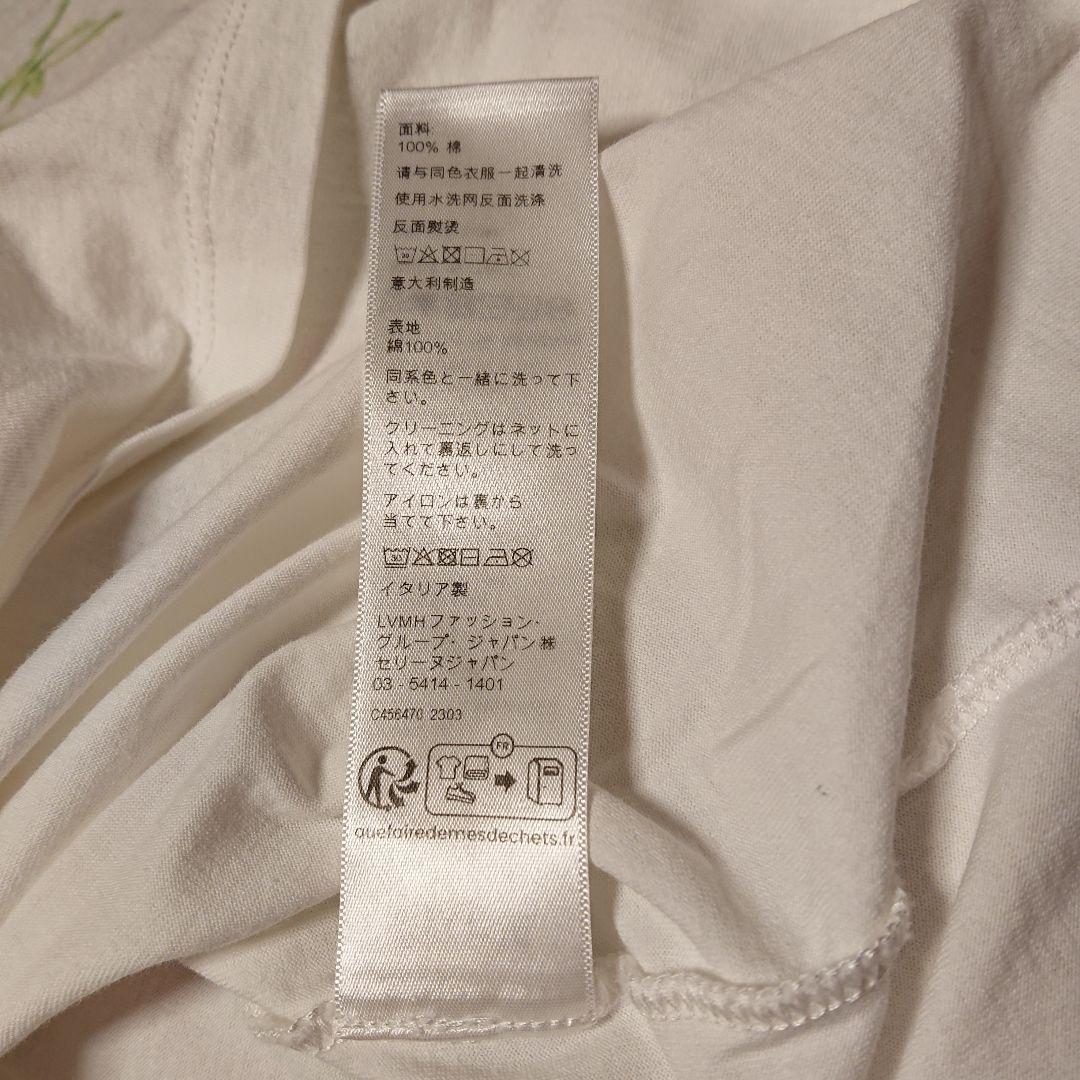 面料
100% 棉
请与同色衣服一起清洗
使用水洗网反面洗涤
反面熨烫
30
意大利制造
表地
綿100%
同系色と一緒に洗って下
さい。
クリーニングはネットに
入れて裏返しにして洗っ
てください。
アイロンは裏から
当てて下さい。
30
イタリア製
LVMHファッション・
グループ・ジャパン㈱
セリーヌジャパン
03 - 5414 - 1401
C456470 2303
FR
quefairedemesdechets.fr